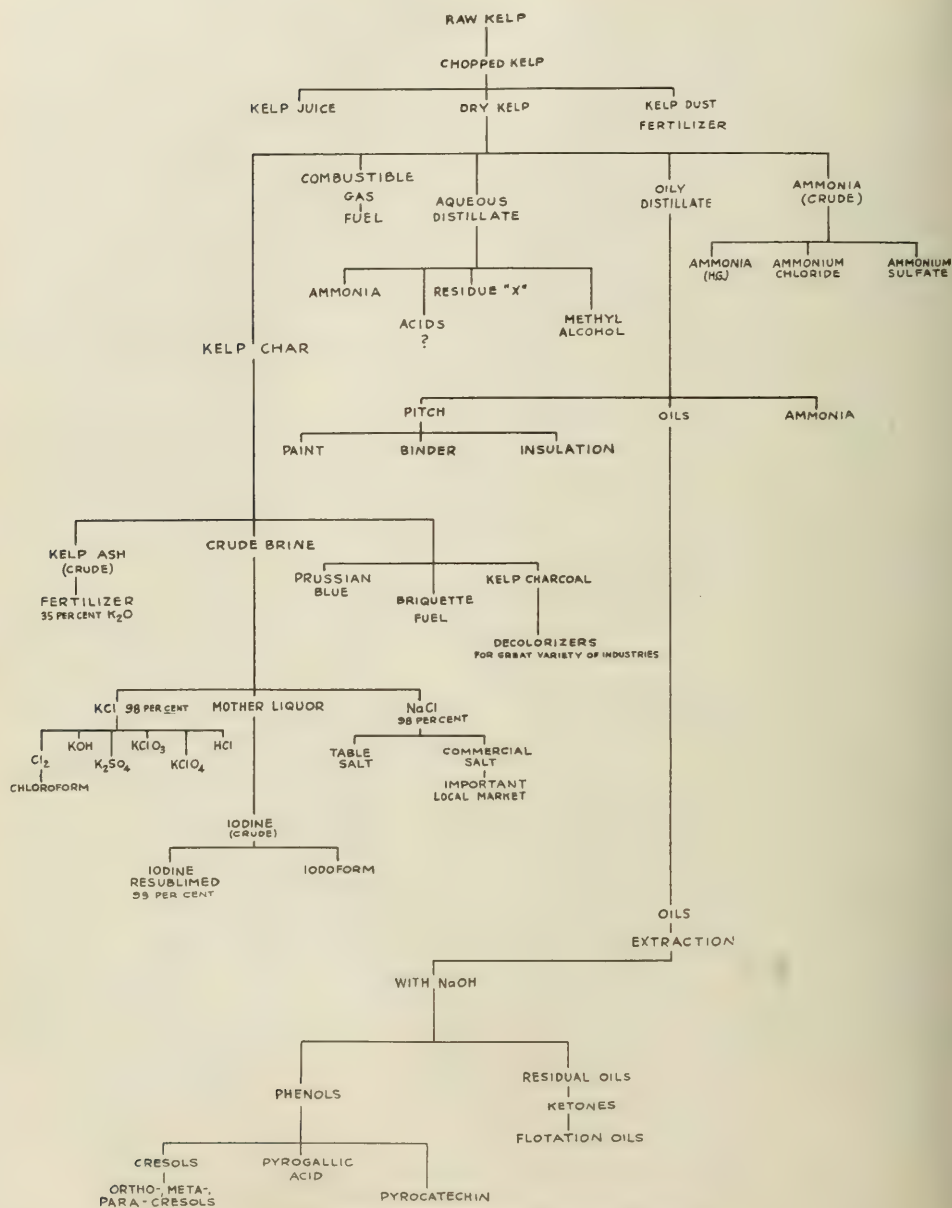 RAW KELP
CHOPPED KELP
KELP JUICE
DRY KELP
KELP DUST
FERTILIZER
COMBUSTIBLE
GAS
FUEL
AQUEOUS
DISTILLATE
OILY
DISTILLATE
AMMONIA
(CRUDE)
AMMONIA
(HG.)
AMMONIUM
CHLORIDE
AMMONIUM
SULFATE
AMMONIA
ACIDS
?
RESIDUE "X"
METHYL
ALCOHOL
KELP CHAR
PITCH
OILS
AMMONIA
PAINT
BINDER
INSULATION
KELP ASH
(CRUDE)
FERTILIZER
35 PER CENT K₂O
CRUDE BRINE
PRUSSIAN
BLUE
BRIQUETTE
FUEL
KELP CHARCOAL
DECOLORIZERS
FOR GREAT VARIETY OF INDUSTRIES
KCl 98 PER CENT
MOTHER LIQUOR
NaCl
98 PER CENT
Cl₂
CHLOROFORM
KOH
K₂SO₄
KClO₃
KClO₄
HCl
TABLE
SALT
COMMERCIAL
SALT
IMPORTANT
LOCAL MARKET
IODINE
(CRUDE)
IODINE
RESUBLIMED
99 PER CENT
IODOFORM
OILS
EXTRACTION
WITH NaOH
PHENOLS
RESIDUAL OILS
KETONES
FLOTATION OILS
CRESOLS
ORTHO-, META-,
PARA-CRESOLS
PYROGALLIC
ACID
PYROCATECHIN